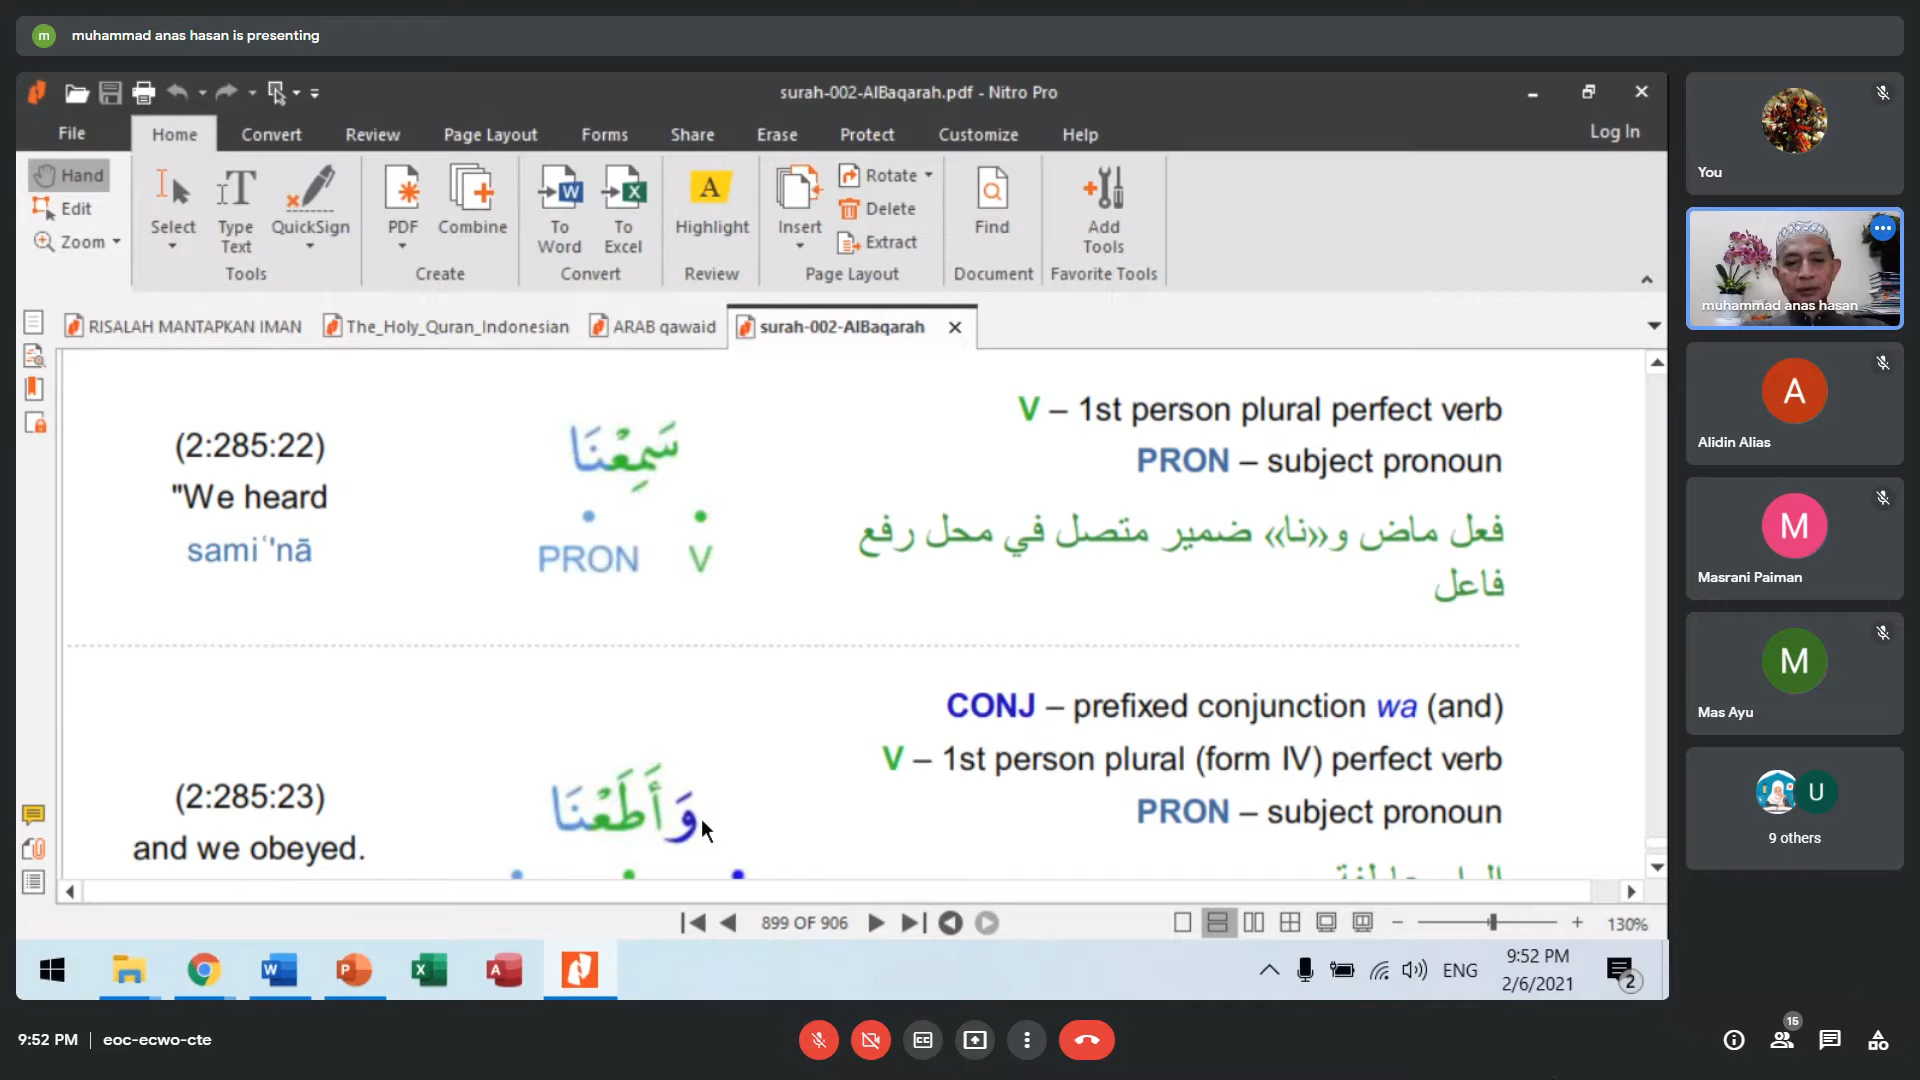 m
muhammad anas hasan is presenting
surah-002-AlBaqarah.pdf - Nitro Pro
File
Home
Convert
Review
Page Layout
Forms
Share
Erase
Protect
Customize
Help
Log In
Hand
Edit
Zoom
Select
Type Text
QuickSign
Tools
PDF
Combine
Create
To Word
To Excel
Convert
Highlight
Review
Insert
Rotate
Delete
Extract
Page Layout
Find
Document
Add Tools
Favorite Tools
RISALAH MANTAPKAN IMAN
The_Holy_Quran_Indonesian
ARAB qawaid
surah-002-AlBaqarah
(2:285:22)
"We heard
samiʿ'nā
سَمِعْنَا
PRON
V
V – 1st person plural perfect verb
PRON – subject pronoun
فعل ماض و«نا» ضمير متصل في محل رفع
فاعل
(2:285:23)
and we obeyed.
وَأَطَعْنَا
CONJ – prefixed conjunction wa (and)
V – 1st person plural (form IV) perfect verb
PRON – subject pronoun
899 OF 906
130%
ENG
9:52 PM
2/6/2021
2
You
muhammad anas hasan
A
Alidin Alias
M
Masrani Paiman
M
Mas Ayu
U
9 others
9:52 PM
eoc-ecwo-cte
15